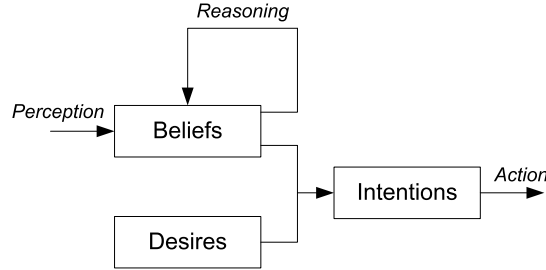 Reasoning
Perception
Beliefs
Action
Intentions
Desires